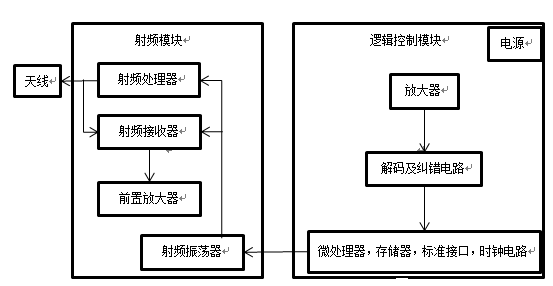 射频模块
逻辑控制模块
电源
天线
射频处理器
放大器
射频接收器
解码及纠错电路
前置放大器
射频振荡器
微处理器，存储器，标准接口，时钟电路